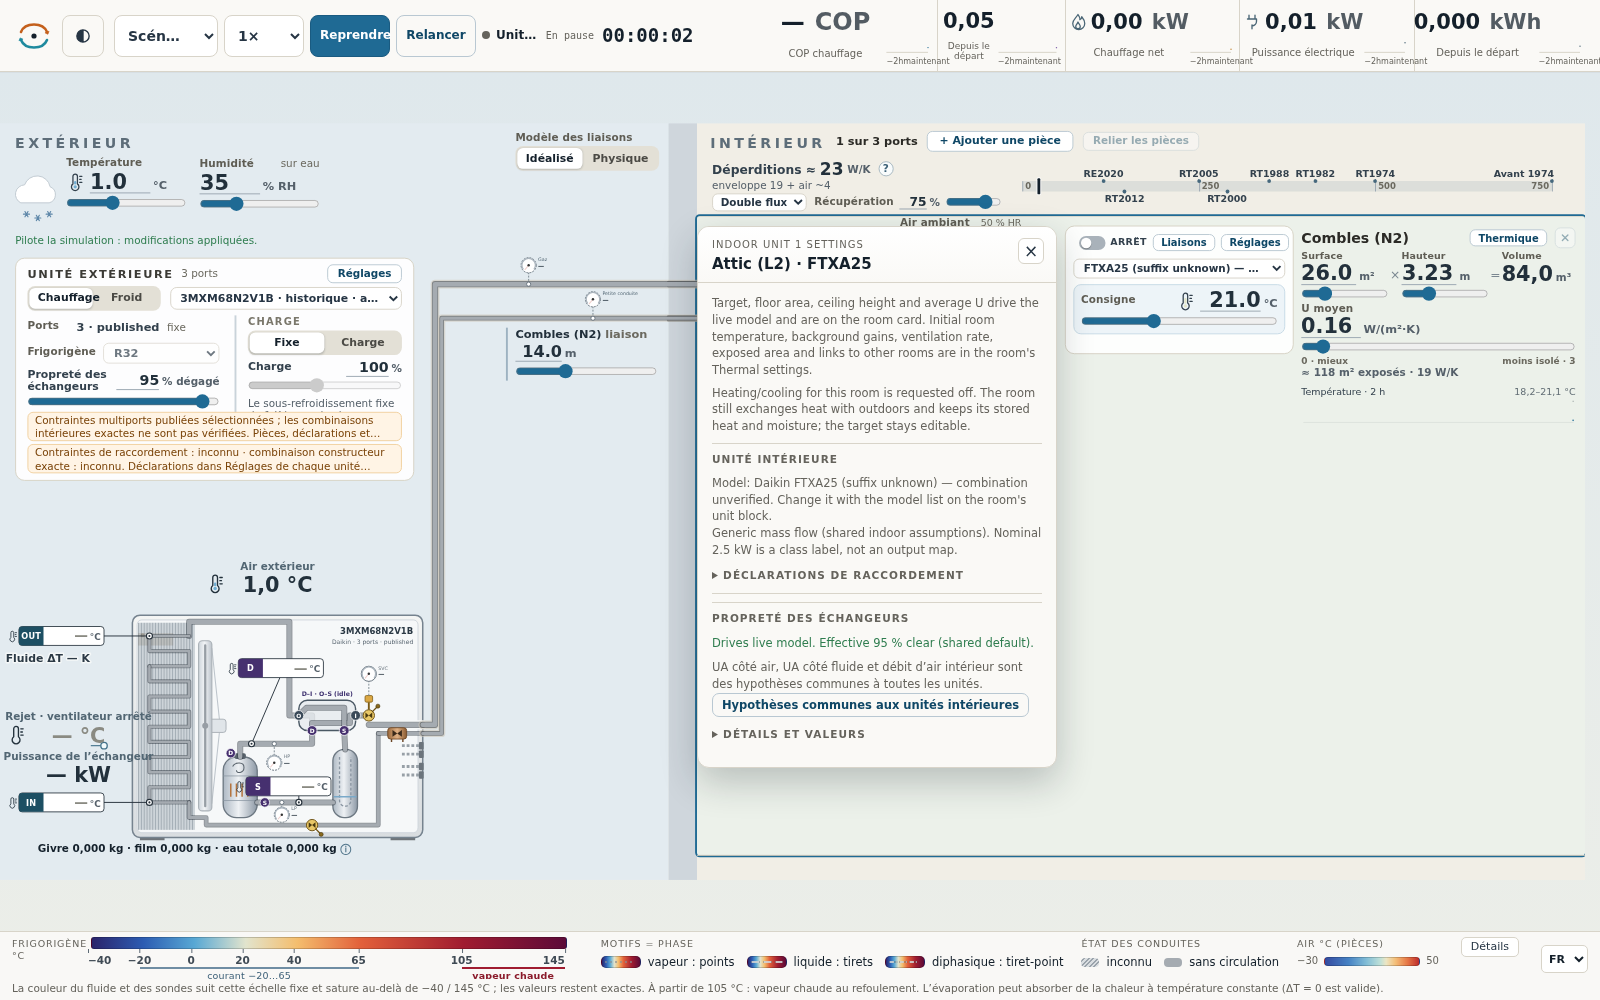 Scén...
1×
Reprendre
Relancer
Unit...
En pause
00:00:02
— COP
COP chauffage
−2h maintenant
0,05
Depuis le départ
−2h maintenant
0,00 kW
Chauffage net
−2h maintenant
0,01 kW
Puissance électrique
−2h maintenant
0,000 kWh
Depuis le départ
−2h maintenant
EXTÉRIEUR
Température
1.0 °C
Humidité
sur eau
35 % RH
Modèle des liaisons
Idéalisé
Physique
Pilote la simulation : modifications appliquées.
UNITÉ EXTÉRIEURE 3 ports
Réglages
Chauffage Froid
3MXM68N2V1B · historique · a...
Ports 3 · published fixe
Frigorigène R32
Propreté des échangeurs 95 % dégagé
CHARGE
Fixe Charge
Charge 100 %
Le sous-refroidissement fixe
Contraintes multiports publiées sélectionnées ; les combinaisons
intérieures exactes ne sont pas vérifiées. Pièces, déclarations et...
Contraintes de raccordement : inconnu · combinaison constructeur
exacte : inconnu. Déclarations dans Réglages de chaque unité...
Gaz
—
Petite conduite
—
Combles (N2) liaison
14.0 m
Air extérieur
1,0 °C
3MXM68N2V1B
Daikin · 3 ports · published
OUT — °C
Fluide ΔT — K
D — °C
SVC
—
D–I · O–S (idle)
O
I
D
S
D
Rejet · ventilateur arrêté
— °C
Puissance de l’échangeur
— kW
HP
—
S — °C
S
LP
—
IN — °C
Givre 0,000 kg · film 0,000 kg · eau totale 0,000 kg ⓘ
INTÉRIEUR
1 sur 3 ports
+ Ajouter une pièce
Relier les pièces
Déperditions ≈ 23 W/K ?
enveloppe 19 + air ~4
Double flux
Récupération 75 %
RE2020 RT2005 RT1988 RT1982 RT1974 Avant 1974
0 250 500 750
RT2012 RT2000
Air ambiant 50 % HR
INDOOR UNIT 1 SETTINGS
Attic (L2) · FTXA25
×
Target, floor area, ceiling height and average U drive the
live model and are on the room card. Initial room
temperature, background gains, ventilation rate,
exposed area and links to other rooms are in the room's
Thermal settings.
Heating/cooling for this room is requested off. The room
still exchanges heat with outdoors and keeps its stored
heat and moisture; the target stays editable.
UNITÉ INTÉRIEURE
Model: Daikin FTXA25 (suffix unknown) — combination
unverified. Change it with the model list on the room's
unit block.
Generic mass flow (shared indoor assumptions). Nominal
2.5 kW is a class label, not an output map.
DÉCLARATIONS DE RACCORDEMENT
PROPRETÉ DES ÉCHANGEURS
Drives live model. Effective 95 % clear (shared default).
UA côté air, UA côté fluide et débit d’air intérieur sont
des hypothèses communes à toutes les unités.
Hypothèses communes aux unités intérieures
DÉTAILS ET VALEURS
ARRÊT
Liaisons
Réglages
FTXA25 (suffix unknown) — ...
Consigne 21.0 °C
Combles (N2)
Thermique
×
Surface Hauteur Volume
26.0 m² × 3.23 m = 84,0 m³
U moyen
0.16 W/(m²·K)
0 · mieux moins isolé · 3
≈ 118 m² exposés · 19 W/K
Température · 2 h 18,2–21,1 °C
FRIGORIGÈNE
°C
−40 −20 0 20 40 65 105 145
courant −20…65
vapeur chaude
MOTIFS = PHASE
vapeur : points
liquide : tirets
diphasique : tiret-point
ÉTAT DES CONDUITES
inconnu
sans circulation
AIR °C (PIÈCES)
−30 50
Détails
FR
La couleur du fluide et des sondes suit cette échelle fixe et sature au-delà de −40 / 145 °C ; les valeurs restent exactes. À partir de 105 °C : vapeur chaude au refoulement. L’évaporation peut absorber de la chaleur à température constante (ΔT = 0 est valide).